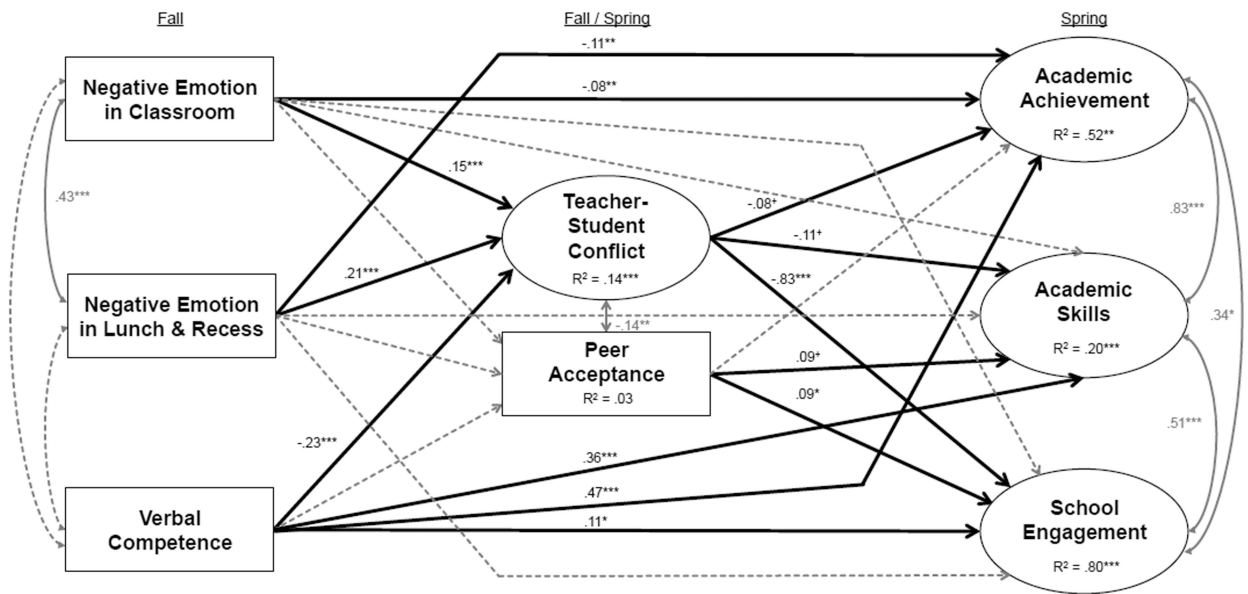 Fall
Fall / Spring
Spring
Negative Emotion
in Classroom
Negative Emotion
in Lunch & Recess
Verbal
Competence
Teacher-
Student
Conflict
R² = .14***
Peer
Acceptance
R² = .03
Academic
Achievement
R² = .52**
Academic
Skills
R² = .20***
School
Engagement
R² = .80***
.43***
-.11**
-.08**
.15***
.21***
-.23***
-.14**
-.08⁺
-.11⁺
-.83***
.09⁺
.09*
.36***
.47***
.11*
.83***
.34*
.51***